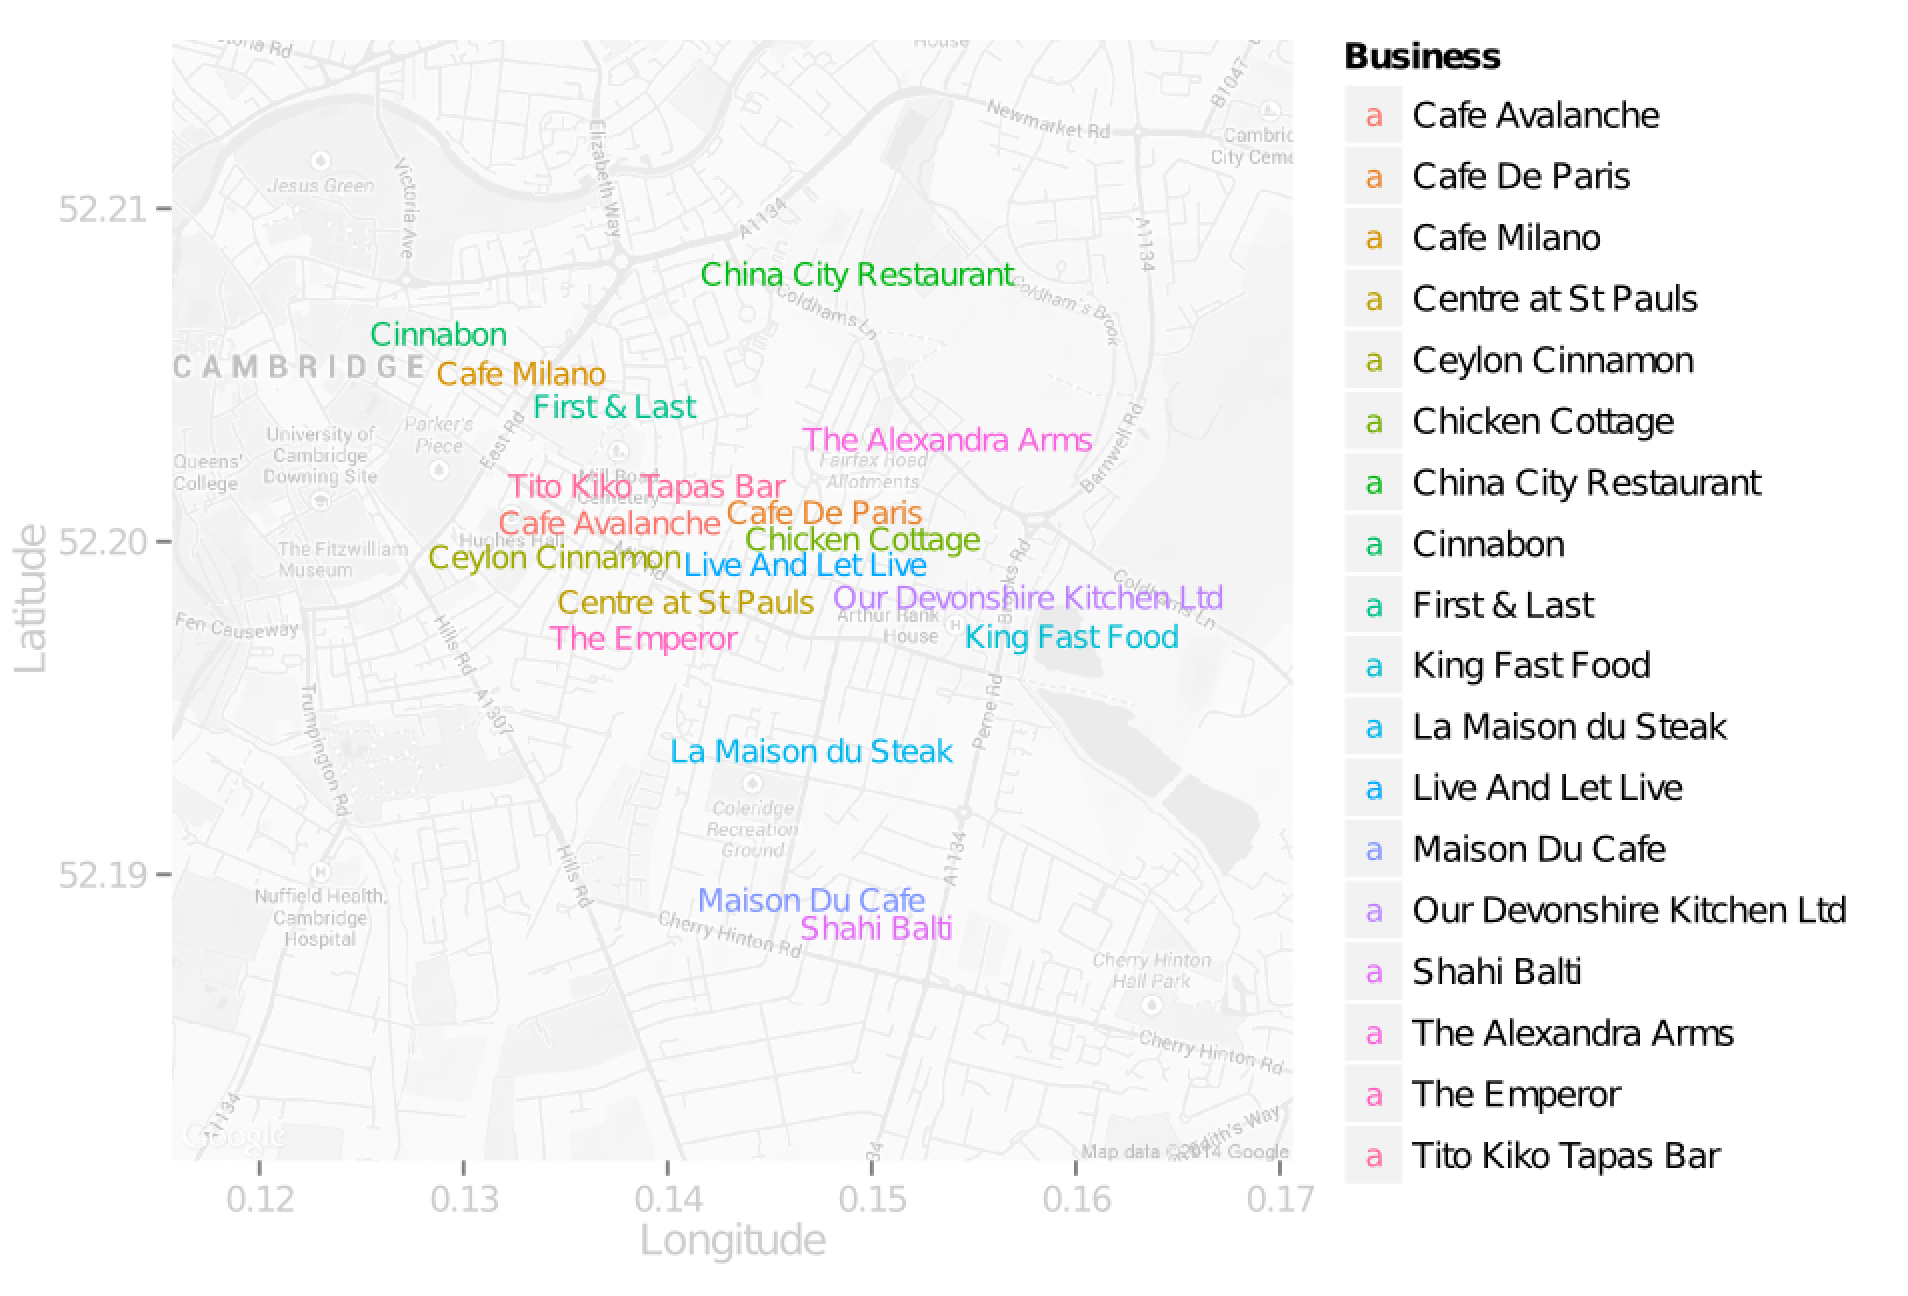 House
Newmarket Rd
B1047
Elizabeth Way
Victoria Ave
Jesus Green
City Ceme
52.21
A1134
A1134
China City Restaurant
Coldhams Ln
Coldham's Brook
Cinnabon
CAMBRIDGE
Cafe Milano
First & Last
Parker's
Piece
East Rd
University of
Cambridge
Downing Site
Queens'
College
The Alexandra Arms
Fairfax Road
Allotments
Barnwell Rd
Mill Road
Cemetery
Tito Kiko Tapas Bar
Cafe De Paris
Cafe Avalanche
Hughes Hall
52.20
Chicken Cottage
The Fitzwilliam
Museum
Ceylon Cinnamon
Live And Let Live
Coldhams Ln
Centre at St Pauls
Our Devonshire Kitchen Ltd
Arthur Rank
House
H
Fen Causeway
Hills Rd
The Emperor
King Fast Food
Trumpington Rd
A1307
Perne Rd
La Maison du Steak
Coleridge
Recreation
Ground
A1134
Hills Rd
52.19
H
Nuffield Health,
Cambridge
Hospital
Maison Du Cafe
Shahi Balti
Cherry Hinton Rd
Cherry Hinton
Hall Park
Cherry Hinton Rd
A1134
Google
34
Map data ©2014 Google
0.12
0.13
0.14
0.15
0.16
0.17
Longitude
Latitude
Business
a Cafe Avalanche
a Cafe De Paris
a Cafe Milano
a Centre at St Pauls
a Ceylon Cinnamon
a Chicken Cottage
a China City Restaurant
a Cinnabon
a First & Last
a King Fast Food
a La Maison du Steak
a Live And Let Live
a Maison Du Cafe
a Our Devonshire Kitchen Ltd
a Shahi Balti
a The Alexandra Arms
a The Emperor
a Tito Kiko Tapas Bar